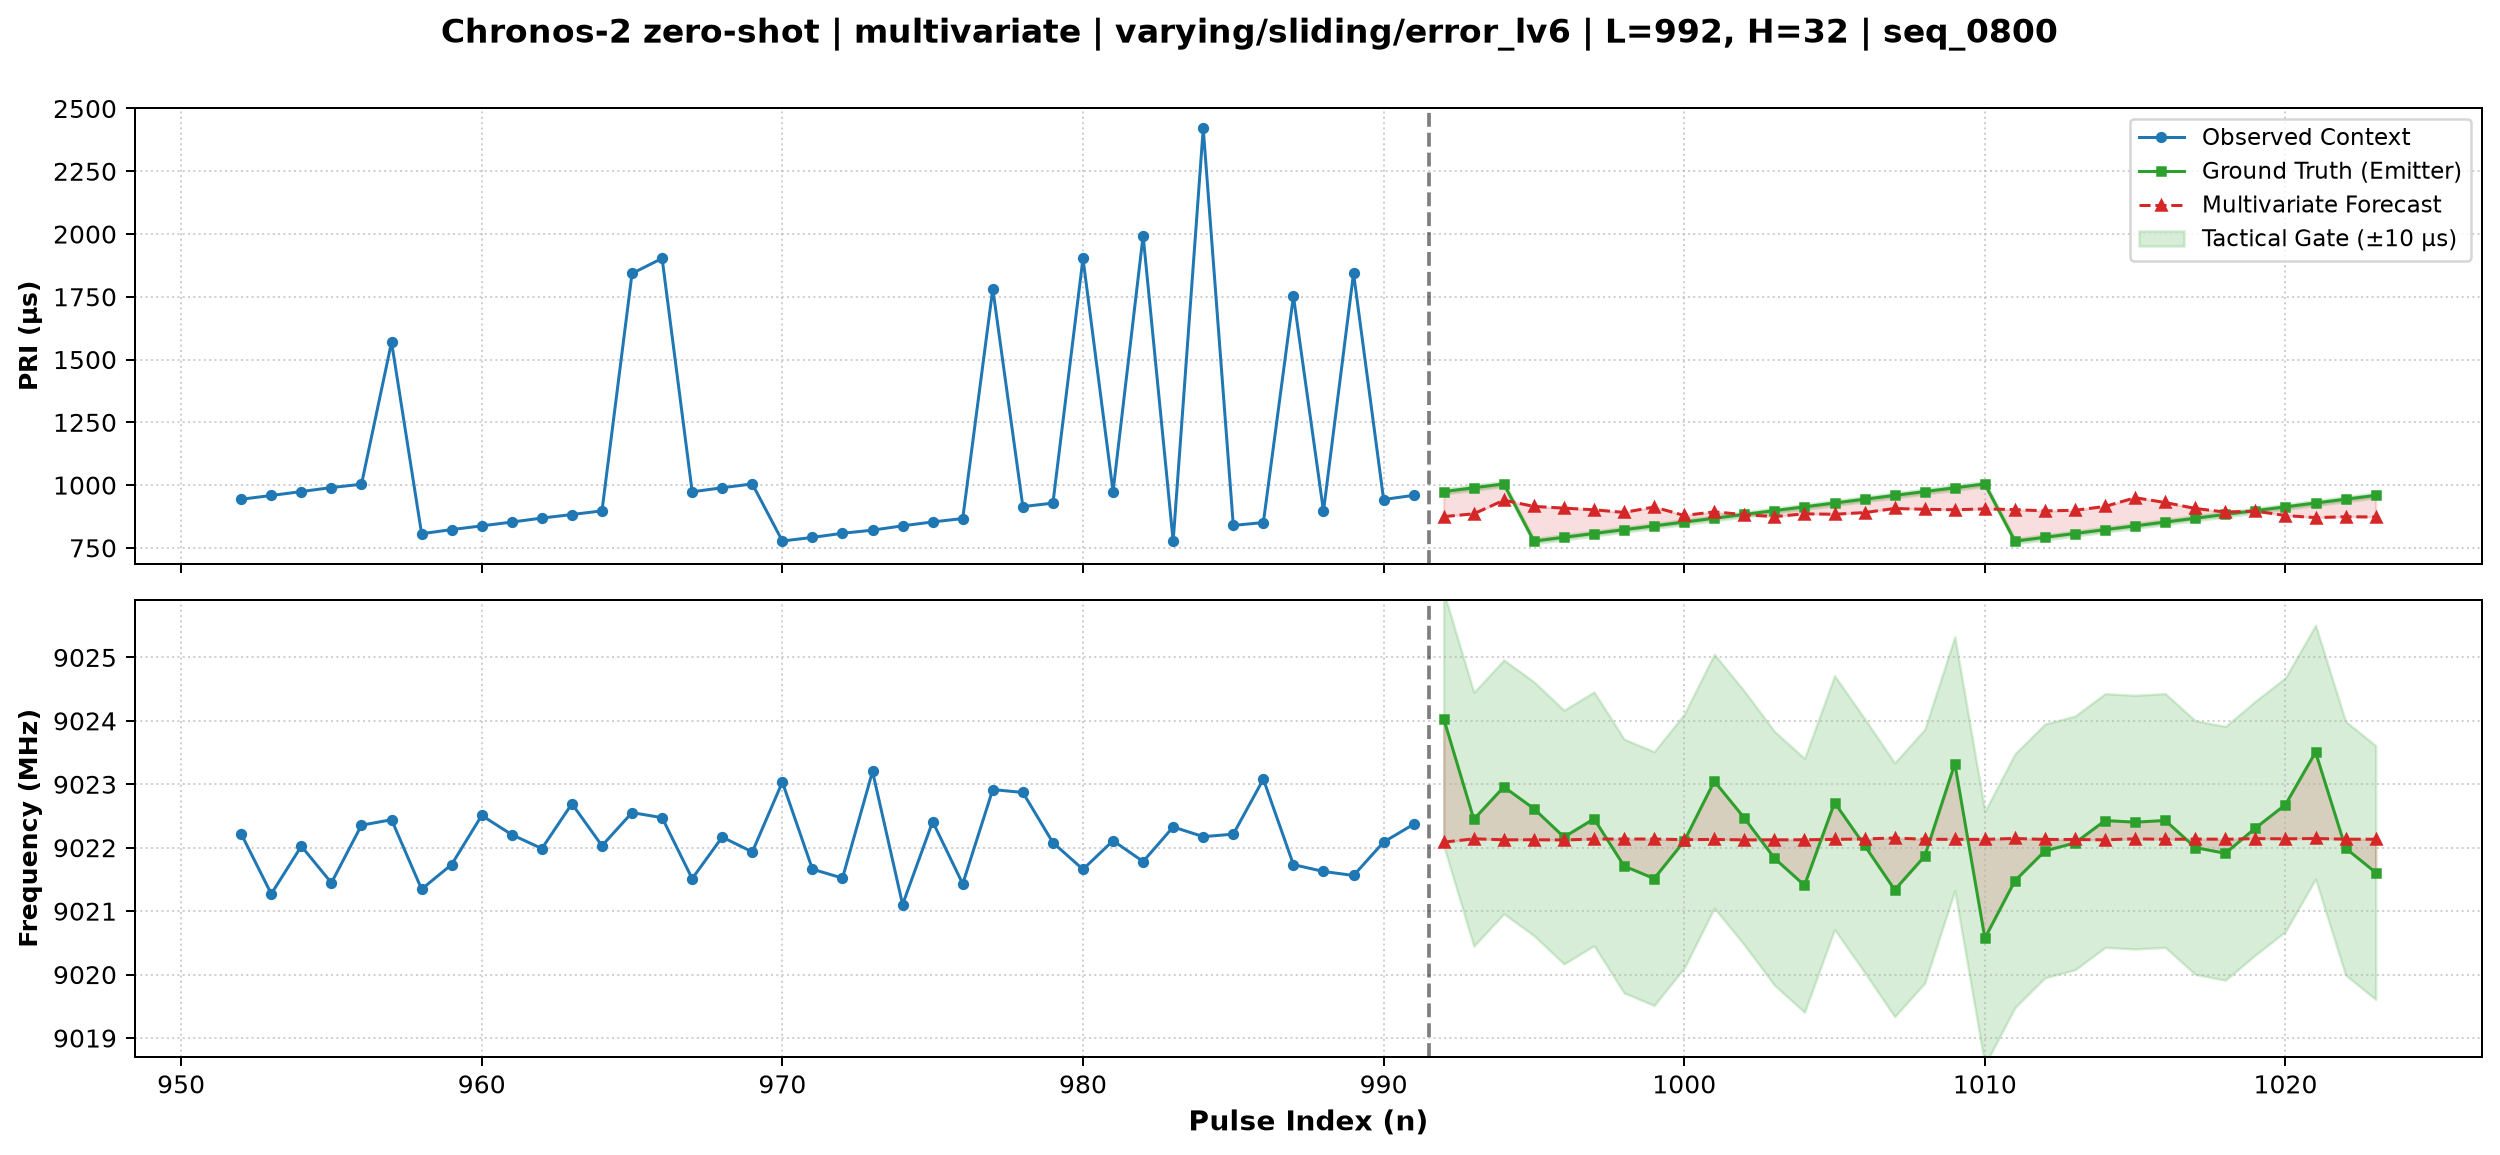 Chronos-2 zero-shot | multivariate | varying/sliding/error_lv6 | L=992, H=32 | seq_0800
2500
2250
2000
1750
1500
1250
1000
750
PRI (µs)
Observed Context
Ground Truth (Emitter)
Multivariate Forecast
Tactical Gate (±10 µs)
9025
9024
9023
9022
9021
9020
9019
Frequency (MHz)
950 960 970 980 990 1000 1010 1020
Pulse Index (n)